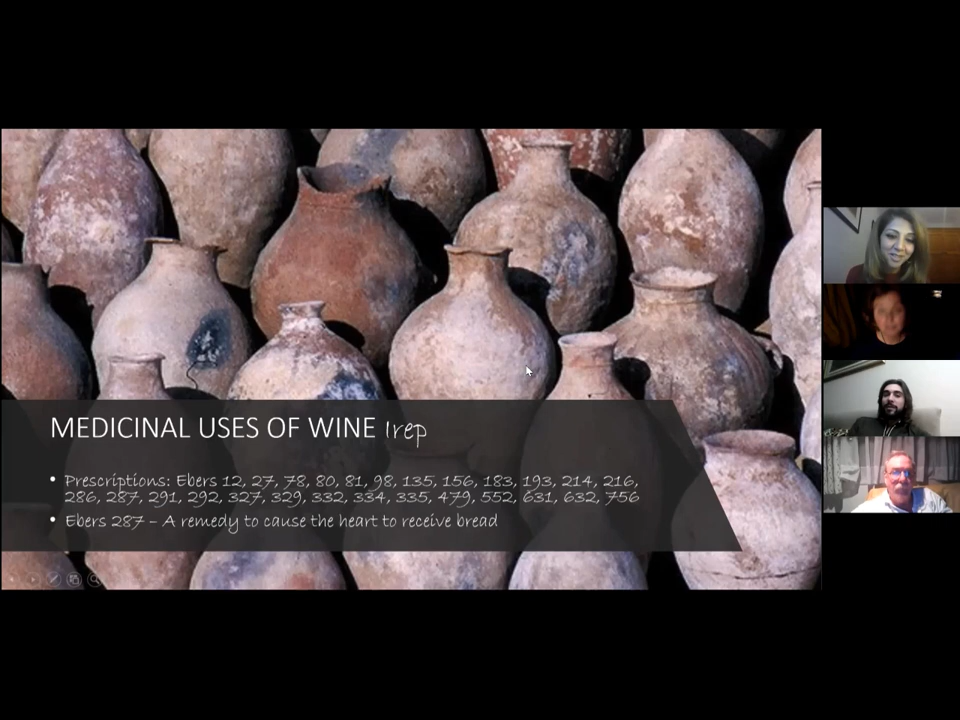 MEDICINAL USES OF WINE Irep
• Prescriptions: Ebers 12, 27, 78, 80, 81, 98, 135, 156, 183, 193, 214, 216,
286, 287, 291, 292, 327, 329, 332, 334, 335, 479, 552, 631, 632, 756
• Ebers 287 – A remedy to cause the heart to receive bread